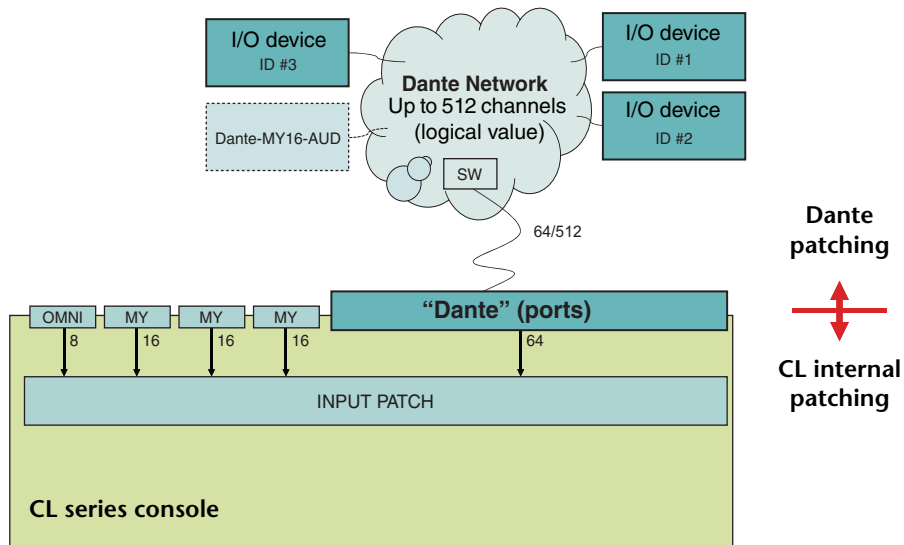 I/O device
ID #3
I/O device
ID #1
Dante Network
Up to 512 channels
(logical value)
Dante-MY16-AUD
I/O device
ID #2
SW
64/512
Dante
patching
“Dante” (ports)
OMNI
MY
MY
MY
8
16
16
16
64
CL internal
patching
INPUT PATCH
CL series console